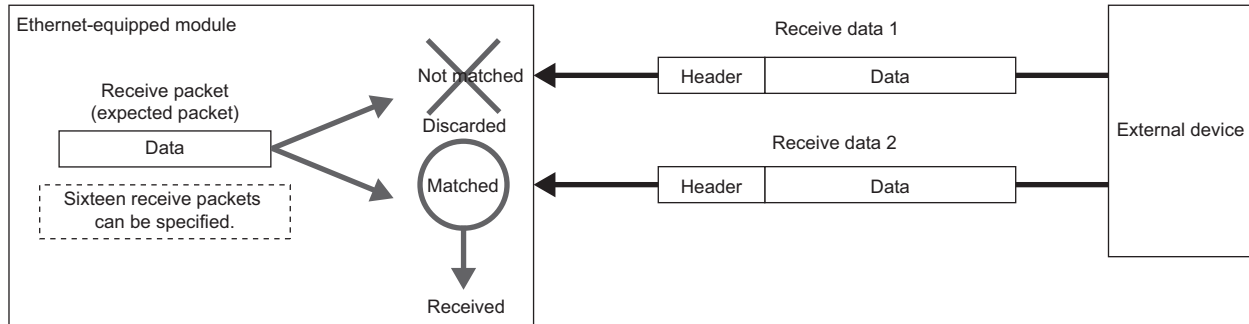 Ethernet-equipped module
Receive packet
(expected packet)
Data
Sixteen receive packets
can be specified.
Not matched
Discarded
Matched
Received
Receive data 1
Header
Data
Receive data 2
Header
Data
External device